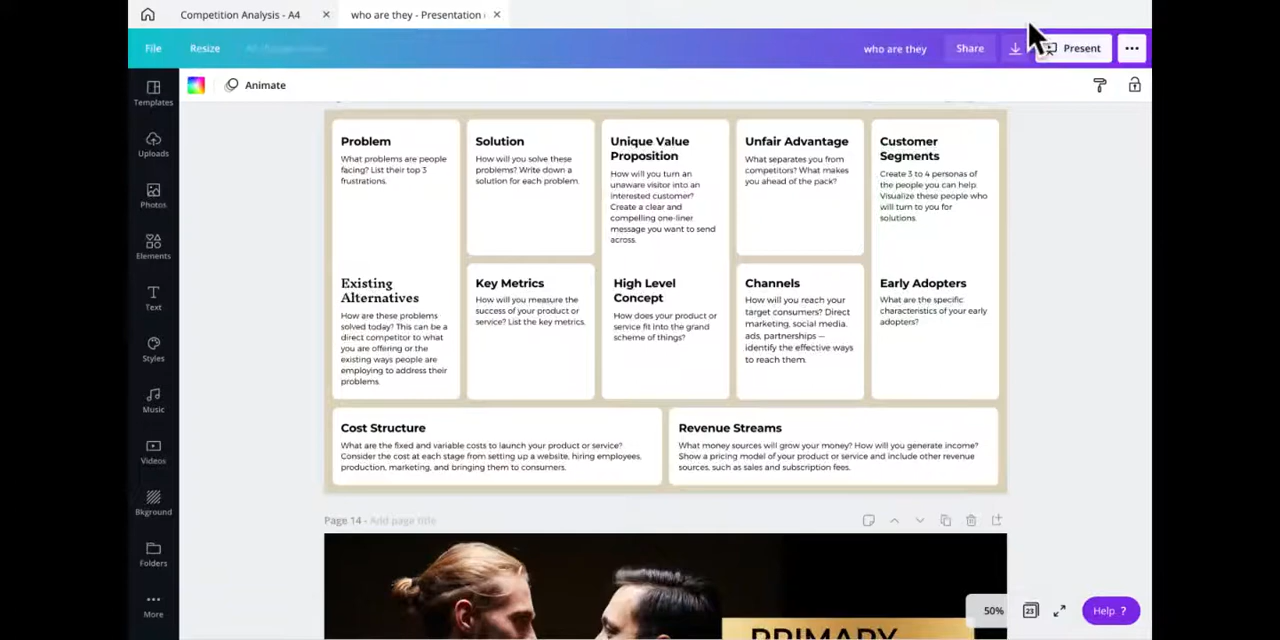 Competition Analysis - A4
who are they - Presentation
File
Resize
All changes saved
who are they
Share
Present
Templates
Animate
Uploads
Photos
Elements
Text
Styles
Music
Videos
Bkground
Folders
More
Problem
What problems are people
facing? List their top 3
frustrations.
Solution
How will you solve these
problems? Write down a
solution for each problem.
Unique Value
Proposition
How will you turn an
unaware visitor into an
interested customer?
Create a clear and
compelling one-liner
message you want to send
across.
Unfair Advantage
What separates you from
competitors? What makes
you ahead of the pack?
Customer
Segments
Create 3 to 4 personas of
the people you can help.
Visualize these people who
will turn to you for
solutions.
Existing
Alternatives
How are these problems
solved today? This can be a
direct competitor to what
you are offering or the
existing ways people are
employing to address their
problems.
Key Metrics
How will you measure the
success of your product or
service? List the key metrics.
High Level
Concept
How does your product or
service fit into the grand
scheme of things?
Channels
How will you reach your
target consumers? Direct
marketing, social media,
ads, partnerships —
identify the effective ways
to reach them.
Early Adopters
What are the specific
characteristics of your early
adopters?
Cost Structure
What are the fixed and variable costs to launch your product or service?
Consider the cost at each stage from setting up a website, hiring employees,
production, marketing, and bringing them to consumers.
Revenue Streams
What money sources will grow your money? How will you generate income?
Show a pricing model of your product or service and include other revenue
sources, such as sales and subscription fees.
Page 14 - Add page title
PRIMARY
50%
23
Help ?